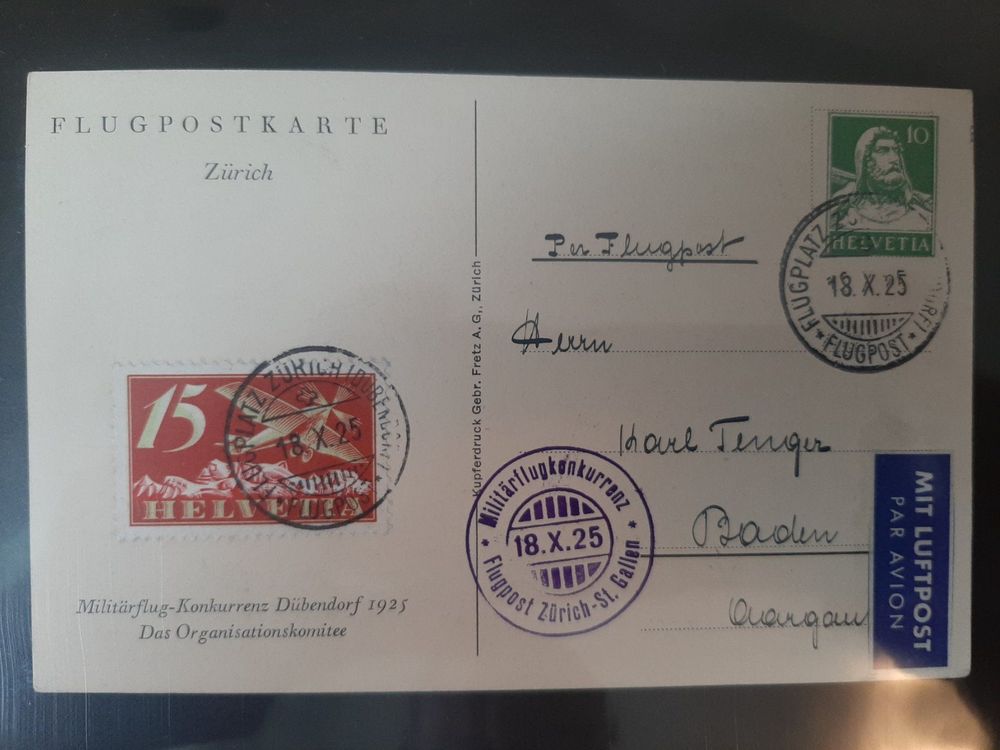 FLUGPOSTKARTE
Zürich
15
HELVETIA
FLUGPLATZ ZÜRICH (DÜBENDORF)
18.X.25
FLUGPOST
Militärflug-Konkurrenz Dübendorf 1925
Das Organisationskomitee
Kupferdruck Gebr. Fretz A.G., Zürich
10
HELVETIA
FLUGPLATZ
18.X.25
FLUGPOST
Per Flugpost
Herrn
Karl Tenger
Baden
Aargau
Militärflugkonkurrenz
18.X.25
Flugpost Zürich-St. Gallen
MIT LUFTPOST
PAR AVION